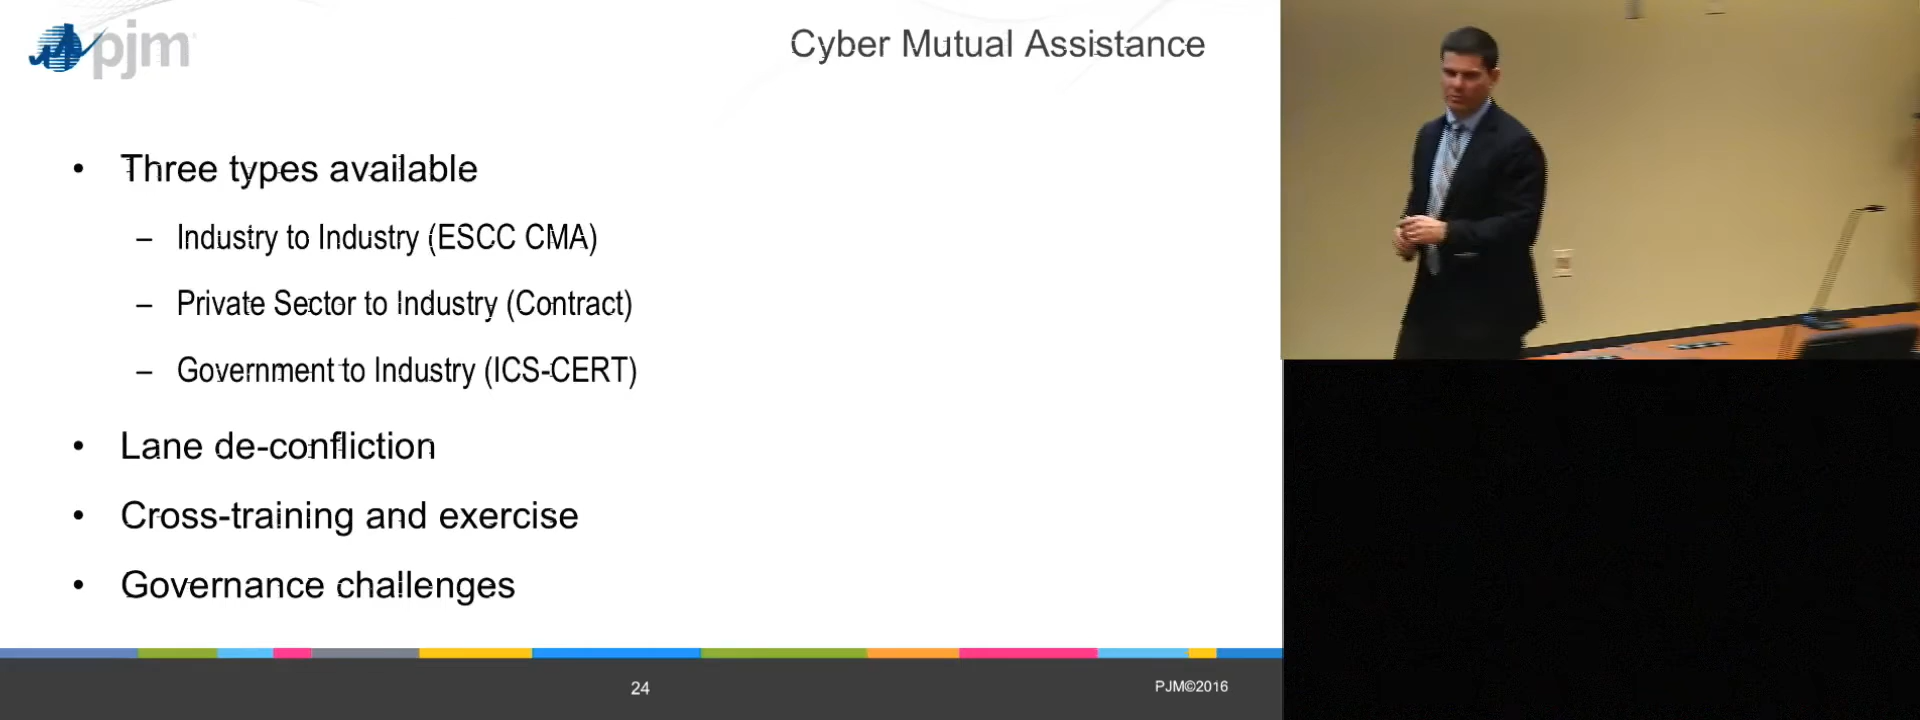 pjm
Cyber Mutual Assistance
• Three types available
– Industry to Industry (ESCC CMA)
– Private Sector to Industry (Contract)
– Government to Industry (ICS-CERT)
• Lane de-confliction
• Cross-training and exercise
• Governance challenges
24
PJM©2016